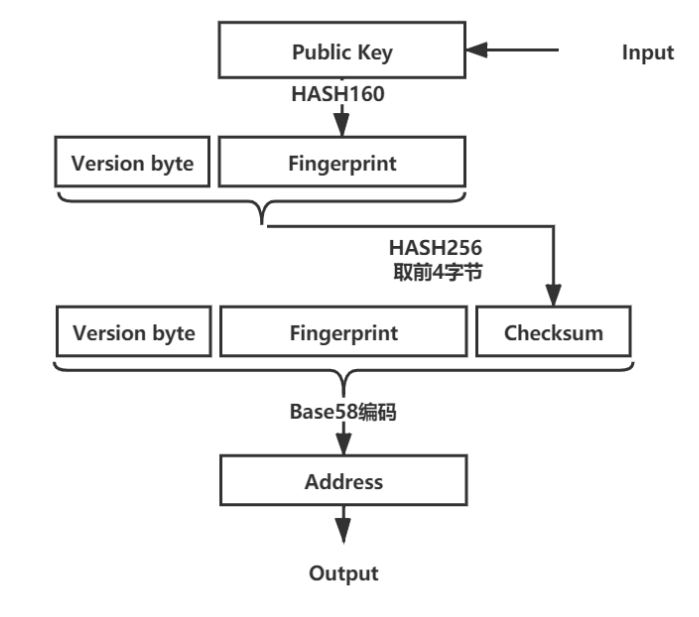 Public Key
Input
HASH160
Version byte
Fingerprint
HASH256
取前4字节
Version byte
Fingerprint
Checksum
Base58编码
Address
Output